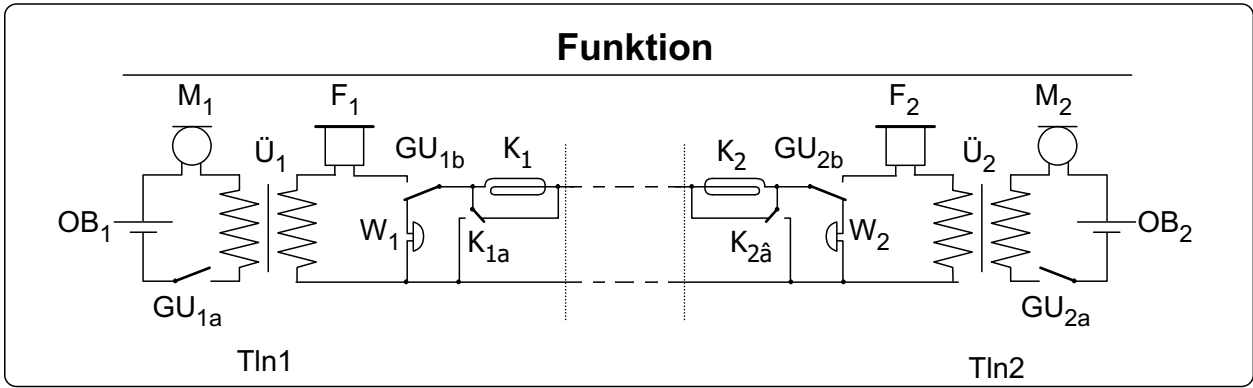 Funktion
M1 F1 F2 M2
Ü1 GU1b K1 K2 GU2b Ü2
OB1 W1 K1a K2â W2 OB2
GU1a GU2a
Tln1 Tln2